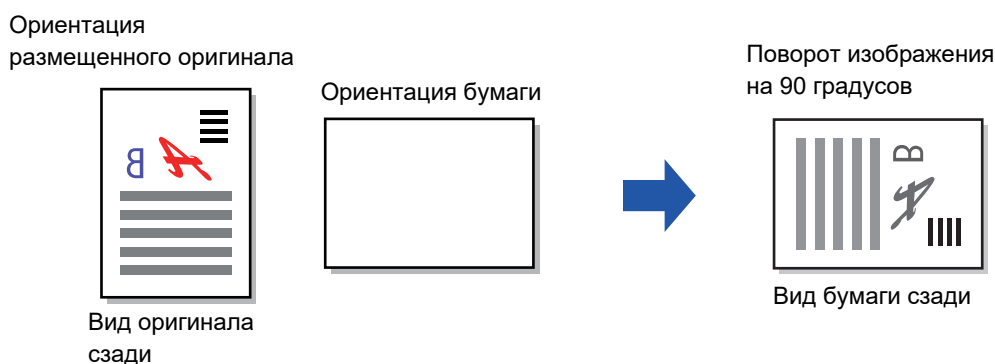 Ориентация
размещенного оригинала
Ориентация бумаги
Поворот изображения
на 90 градусов
B A
B A
Вид оригинала
сзади
Вид бумаги сзади